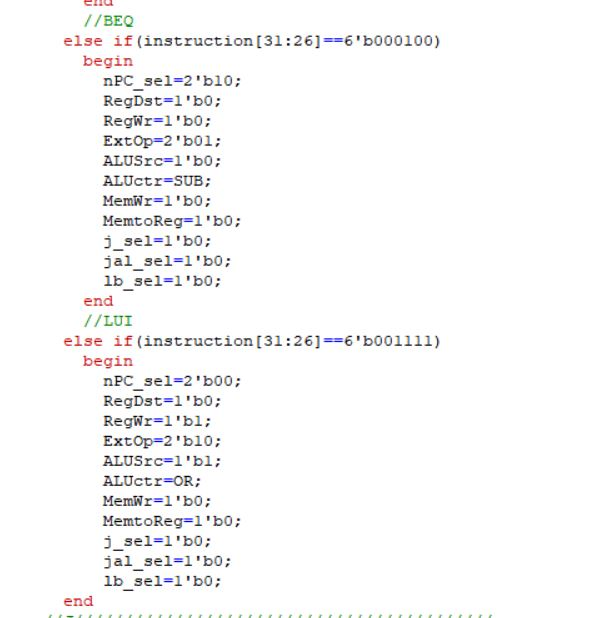 end
//BEQ
else if(instruction[31:26]==6'b000100)
begin
nPC_sel=2'b10;
RegDst=1'b0;
RegWr=1'b0;
ExtOp=2'b01;
ALUSrc=1'b0;
ALUctr=SUB;
MemWr=1'b0;
MemtoReg=1'b0;
j_sel=1'b0;
jal_sel=1'b0;
lb_sel=1'b0;
end
//LUI
else if(instruction[31:26]==6'b001111)
begin
nPC_sel=2'b00;
RegDst=1'b0;
RegWr=1'b1;
ExtOp=2'b10;
ALUSrc=1'b1;
ALUctr=OR;
MemWr=1'b0;
MemtoReg=1'b0;
j_sel=1'b0;
jal_sel=1'b0;
lb_sel=1'b0;
end